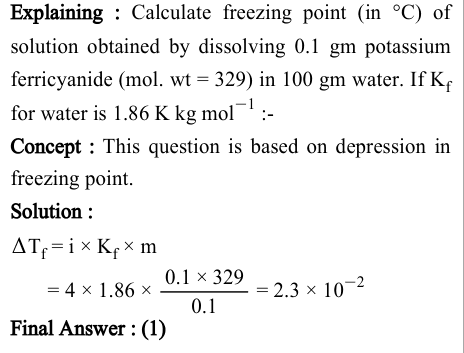 Explaining : Calculate freezing point (in °C) of
solution obtained by dissolving 0.1 gm potassium
ferricyanide (mol. wt = 329) in 100 gm water. If K_f
for water is 1.86 K kg mol^{−1} :-
Concept : This question is based on depression in
freezing point.
Solution :
ΔT_f = i × K_f × m
= 4 × 1.86 × \frac{0.1 × 329}{0.1} = 2.3 × 10^{−2}
Final Answer : (1)